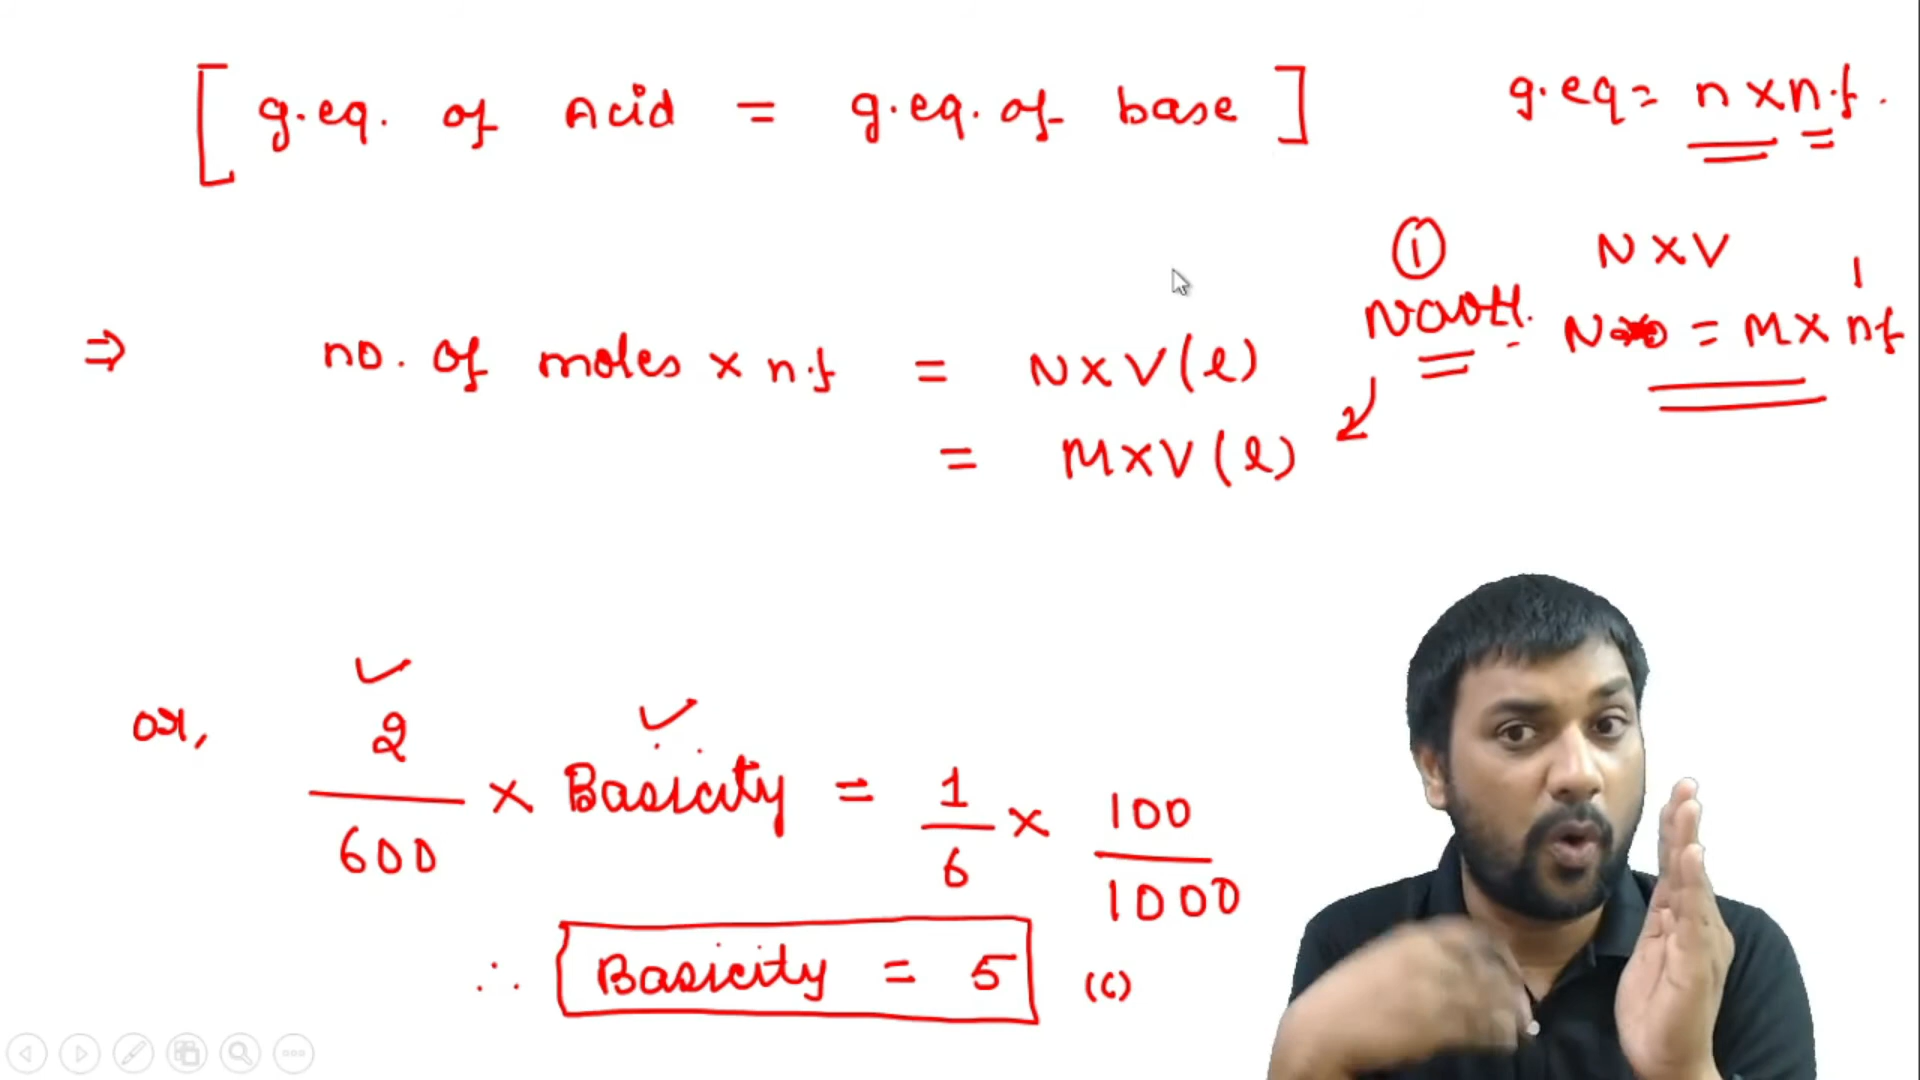 [ g.eq. of Acid = g.eq. of base ] g.eq = n x n.f.
① N x V
NaOH. N = M x nf 1
⇒ no. of moles x n.f = N x V (l)
= M x V (l)
or, 2/600 x Basicity = 1/6 x 100/1000
∴ Basicity = 5 (c)